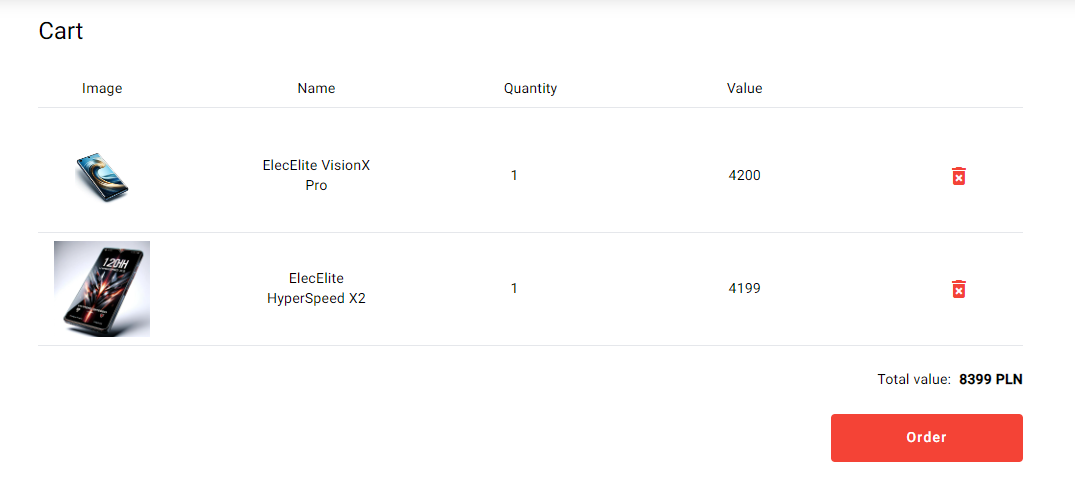 Cart
Image Name Quantity Value
ElecElite VisionX
Pro
1 4200
ElecElite
HyperSpeed X2
1 4199
Total value: 8399 PLN
Order